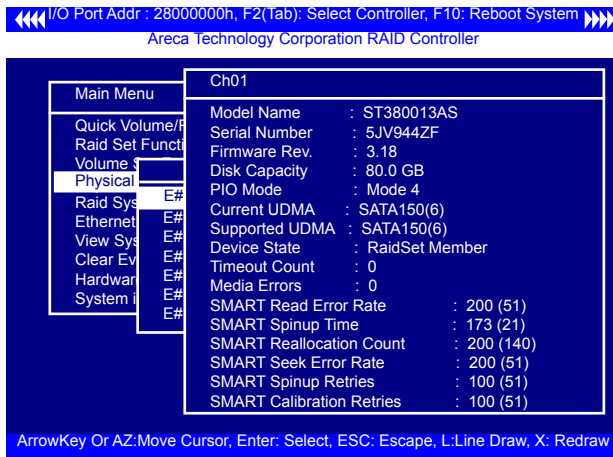 I/O Port Addr : 28000000h, F2(Tab): Select Controller, F10: Reboot System
Areca Technology Corporation RAID Controller
Main Menu
Quick Volume/
Raid Set Functi
Volume
Physical
Raid Sys
Ethernet
View Sys
Clear Ev
Hardwar
System i
E#
E#
E#
E#
E#
E#
E#
Ch01
Model Name : ST380013AS
Serial Number : 5JV944ZF
Firmware Rev. : 3.18
Disk Capacity : 80.0 GB
PIO Mode : Mode 4
Current UDMA : SATA150(6)
Supported UDMA : SATA150(6)
Device State : RaidSet Member
Timeout Count : 0
Media Errors : 0
SMART Read Error Rate : 200 (51)
SMART Spinup Time : 173 (21)
SMART Reallocation Count : 200 (140)
SMART Seek Error Rate : 200 (51)
SMART Spinup Retries : 100 (51)
SMART Calibration Retries : 100 (51)
ArrowKey Or AZ:Move Cursor, Enter: Select, ESC: Escape, L:Line Draw, X: Redraw